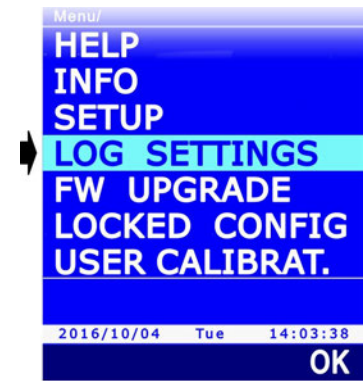 Menu/
HELP
INFO
SETUP
LOG SETTINGS
FW UPGRADE
LOCKED CONFIG
USER CALIBRAT.
2016/10/04 Tue 14:03:38
OK